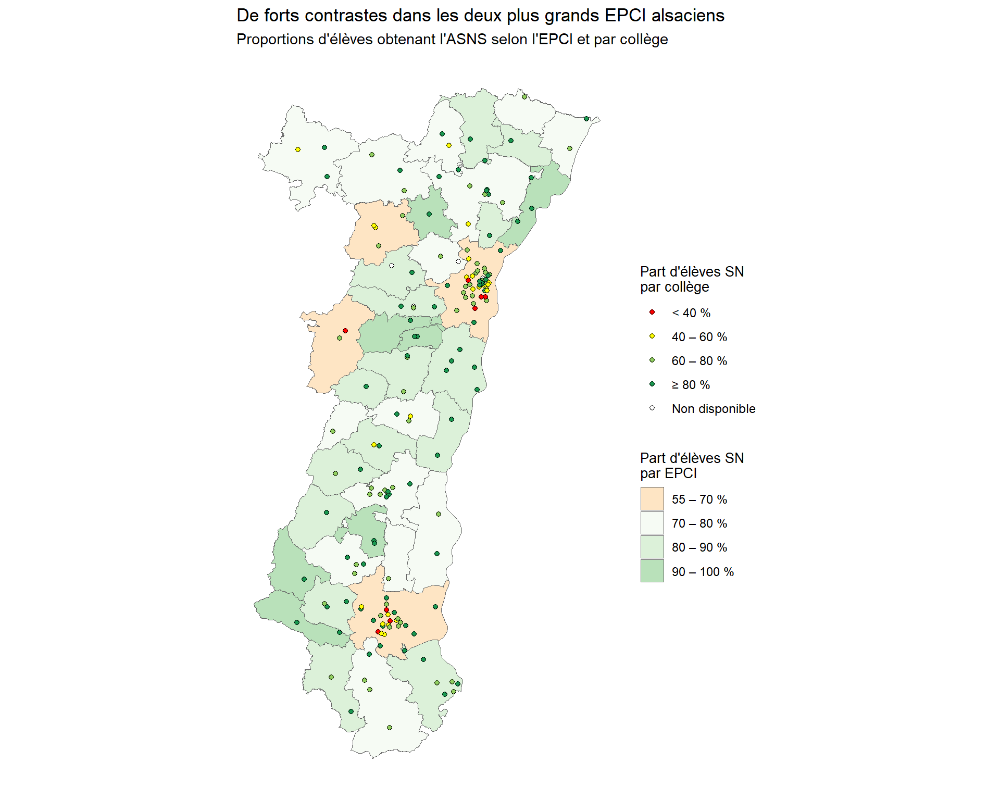 De forts contrastes dans les deux plus grands EPCI alsaciens
Proportions d'élèves obtenant l'ASNS selon l'EPCI et par collège
Part d'élèves SN
par collège
< 40 %
40 – 60 %
60 – 80 %
≥ 80 %
Non disponible
Part d'élèves SN
par EPCI
55 – 70 %
70 – 80 %
80 – 90 %
90 – 100 %